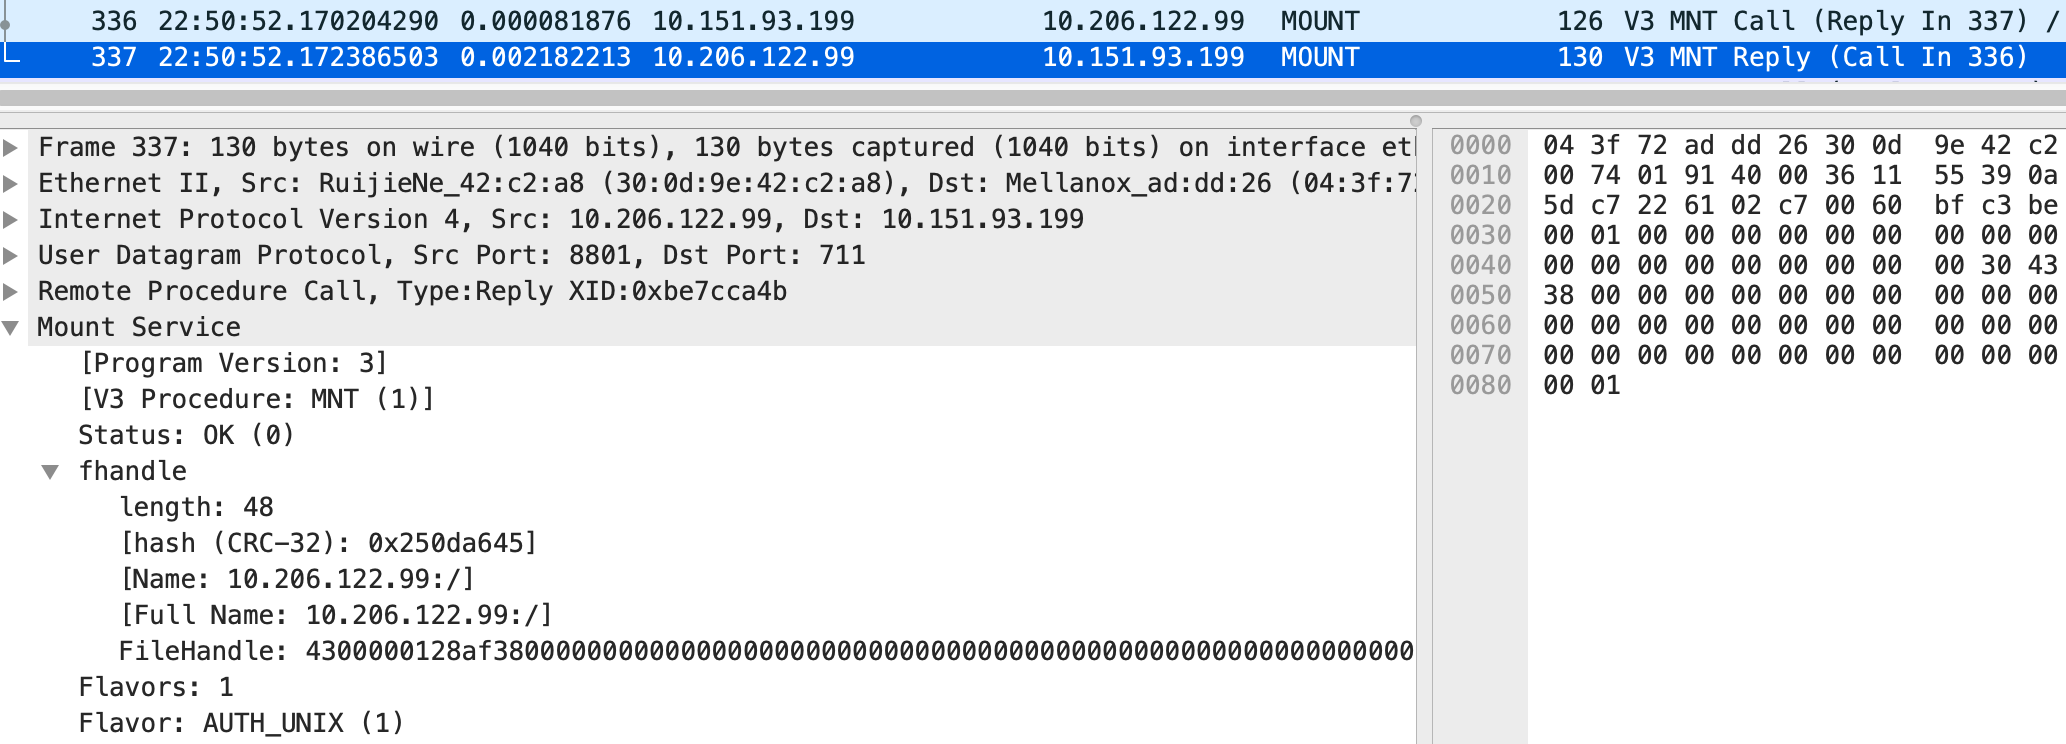 336 22:50:52.170204290 0.000081876 10.151.93.199 10.206.122.99 MOUNT 126 V3 MNT Call (Reply In 337) /
337 22:50:52.172386503 0.002182213 10.206.122.99 10.151.93.199 MOUNT 130 V3 MNT Reply (Call In 336)
Frame 337: 130 bytes on wire (1040 bits), 130 bytes captured (1040 bits) on interface et
Ethernet II, Src: RuijieNe_42:c2:a8 (30:0d:9e:42:c2:a8), Dst: Mellanox_ad:dd:26 (04:3f:7
Internet Protocol Version 4, Src: 10.206.122.99, Dst: 10.151.93.199
User Datagram Protocol, Src Port: 8801, Dst Port: 711
Remote Procedure Call, Type:Reply XID:0xbe7cca4b
Mount Service
[Program Version: 3]
[V3 Procedure: MNT (1)]
Status: OK (0)
fhandle
length: 48
[hash (CRC-32): 0x250da645]
[Name: 10.206.122.99:/]
[Full Name: 10.206.122.99:/]
FileHandle: 4300000128af380000000000000000000000000000000000000000000000000000000000
Flavors: 1
Flavor: AUTH_UNIX (1)
0000 04 3f 72 ad dd 26 30 0d 9e 42 c2
0010 00 74 01 91 40 00 36 11 55 39 0a
0020 5d c7 22 61 02 c7 00 60 bf c3 be
0030 00 01 00 00 00 00 00 00 00 00 00
0040 00 00 00 00 00 00 00 00 00 30 43
0050 38 00 00 00 00 00 00 00 00 00 00
0060 00 00 00 00 00 00 00 00 00 00 00
0070 00 00 00 00 00 00 00 00 00 00 00
0080 00 01